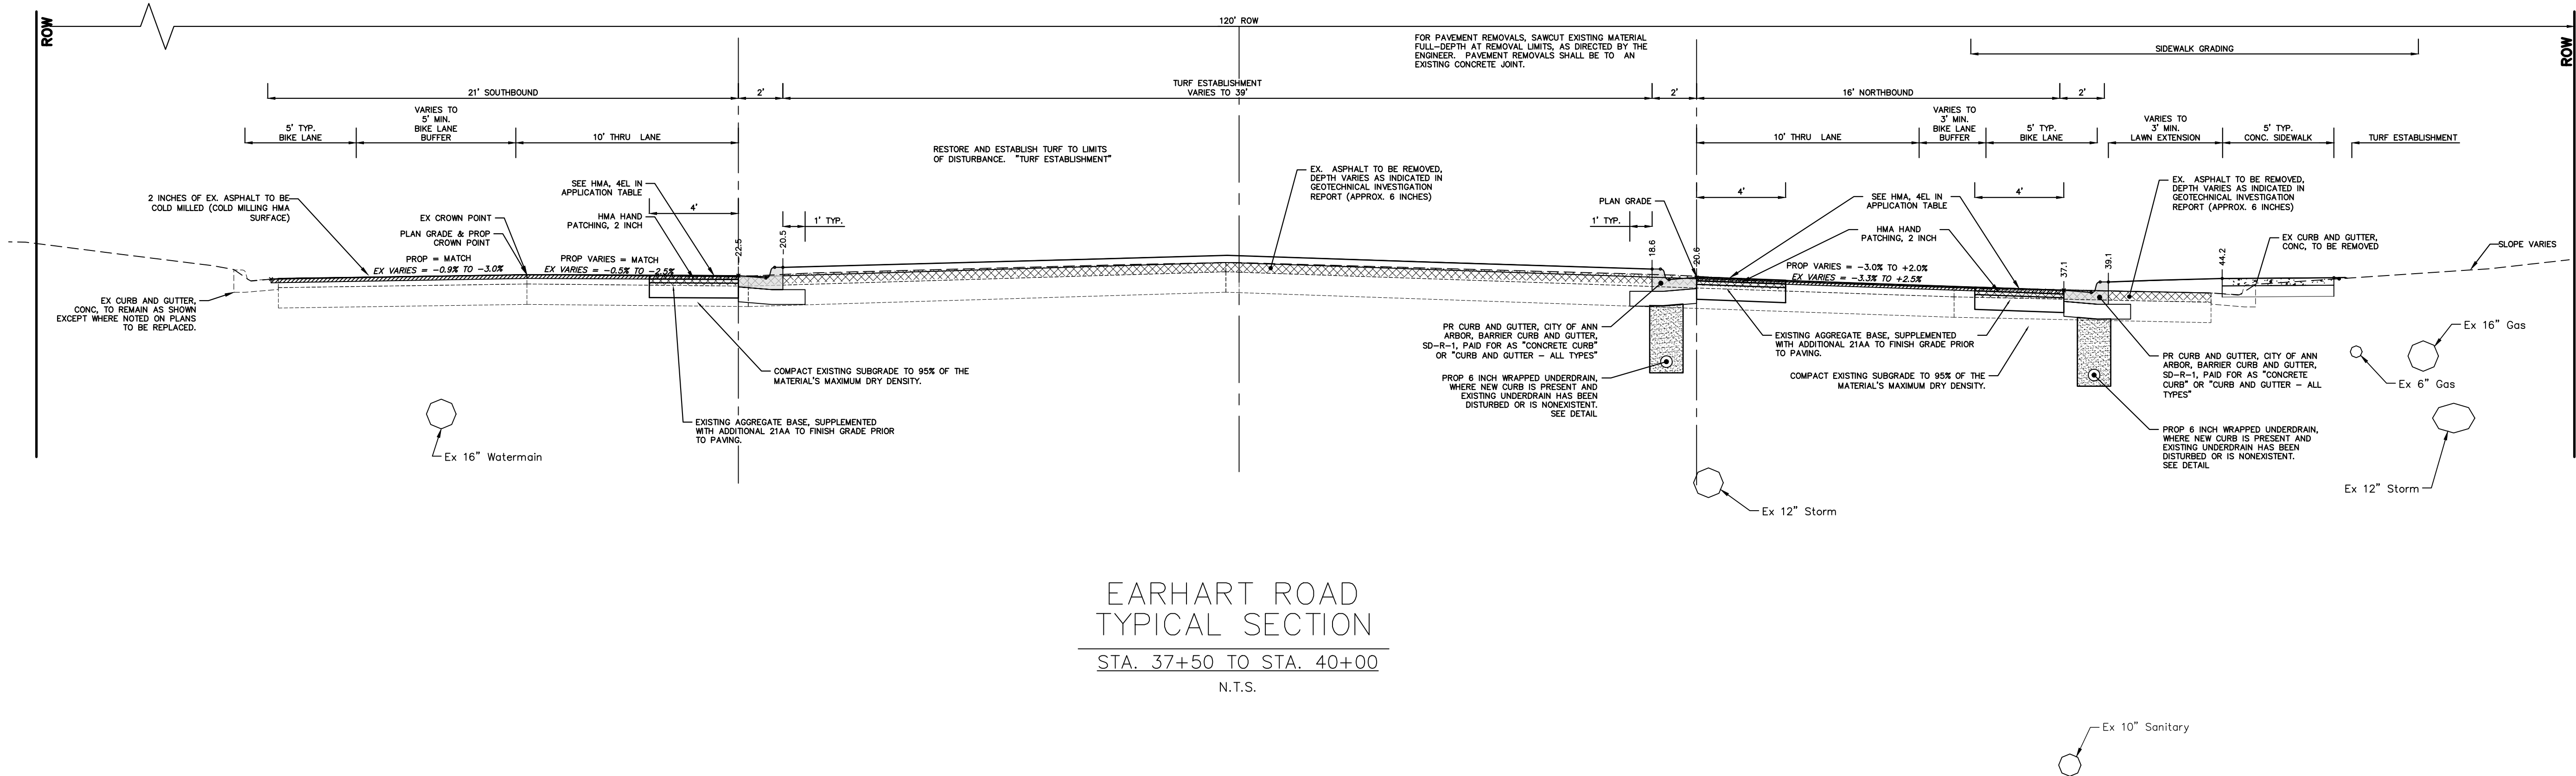 ROW
120' ROW
ROW
FOR PAVEMENT REMOVALS, SAWCUT EXISTING MATERIAL
FULL-DEPTH AT REMOVAL LIMITS, AS DIRECTED BY THE
ENGINEER. PAVEMENT REMOVALS SHALL BE TO AN
EXISTING CONCRETE JOINT.
SIDEWALK GRADING
21' SOUTHBOUND
2'
TURF ESTABLISHMENT
VARIES TO 39'
2'
16' NORTHBOUND
2'
5' TYP.
BIKE LANE
VARIES TO
5' MIN.
BIKE LANE
BUFFER
10' THRU LANE
10' THRU LANE
VARIES TO
3' MIN.
BIKE LANE
BUFFER
5' TYP.
BIKE LANE
VARIES TO
3' MIN.
LAWN EXTENSION
5' TYP.
CONC. SIDEWALK
TURF ESTABLISHMENT
RESTORE AND ESTABLISH TURF TO LIMITS
OF DISTURBANCE. "TURF ESTABLISHMENT"
2 INCHES OF EX. ASPHALT TO BE
COLD MILLED (COLD MILLING HMA
SURFACE)
SEE HMA, 4EL IN
APPLICATION TABLE
4'
HMA HAND
PATCHING, 2 INCH
EX CROWN POINT
PLAN GRADE & PROP
CROWN POINT
PROP = MATCH
EX VARIES = -0.9% TO -3.0%
PROP VARIES = MATCH
EX VARIES = -0.5% TO -2.5%
-22.5
-20.5
1' TYP.
EX. ASPHALT TO BE REMOVED,
DEPTH VARIES AS INDICATED IN
GEOTECHNICAL INVESTIGATION
REPORT (APPROX. 6 INCHES)
PLAN GRADE
1' TYP.
18.6
20.6
4'
SEE HMA, 4EL IN
APPLICATION TABLE
HMA HAND
PATCHING, 2 INCH
4'
PROP VARIES = -3.0% TO +2.0%
EX VARIES = -3.3% TO +2.5%
37.1
39.1
44.2
EX. ASPHALT TO BE REMOVED,
DEPTH VARIES AS INDICATED IN
GEOTECHNICAL INVESTIGATION
REPORT (APPROX. 6 INCHES)
EX CURB AND GUTTER,
CONC, TO BE REMOVED
SLOPE VARIES
EX CURB AND GUTTER,
CONC, TO REMAIN AS SHOWN
EXCEPT WHERE NOTED ON PLANS
TO BE REPLACED.
COMPACT EXISTING SUBGRADE TO 95% OF THE
MATERIAL'S MAXIMUM DRY DENSITY.
EXISTING AGGREGATE BASE, SUPPLEMENTED
WITH ADDITIONAL 21AA TO FINISH GRADE PRIOR
TO PAVING.
Ex 16" Watermain
PR CURB AND GUTTER, CITY OF ANN
ARBOR, BARRIER CURB AND GUTTER,
SD-R-1, PAID FOR AS "CONCRETE CURB"
OR "CURB AND GUTTER - ALL TYPES"
PROP 6 INCH WRAPPED UNDERDRAIN,
WHERE NEW CURB IS PRESENT AND
EXISTING UNDERDRAIN HAS BEEN
DISTURBED OR IS NONEXISTENT.
SEE DETAIL
EXISTING AGGREGATE BASE, SUPPLEMENTED
WITH ADDITIONAL 21AA TO FINISH GRADE PRIOR
TO PAVING.
COMPACT EXISTING SUBGRADE TO 95% OF THE
MATERIAL'S MAXIMUM DRY DENSITY.
PR CURB AND GUTTER, CITY OF ANN
ARBOR, BARRIER CURB AND GUTTER,
SD-R-1, PAID FOR AS "CONCRETE
CURB" OR "CURB AND GUTTER - ALL
TYPES"
PROP 6 INCH WRAPPED UNDERDRAIN,
WHERE NEW CURB IS PRESENT AND
EXISTING UNDERDRAIN HAS BEEN
DISTURBED OR IS NONEXISTENT.
SEE DETAIL
Ex 16" Gas
Ex 6" Gas
Ex 12" Storm
Ex 12" Storm
EARHART ROAD
TYPICAL SECTION
STA. 37+50 TO STA. 40+00
N.T.S.
Ex 10" Sanitary